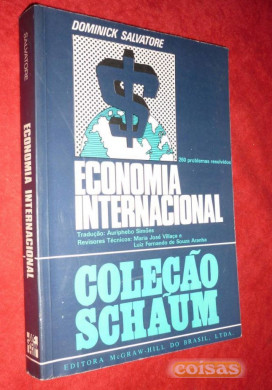 DOMINICK SALVATORE
$
260 problemas resolvidos
ECONOMIA
INTERNACIONAL
Tradução: Auriphebo Simões
Revisores Técnicos: Maria José Villaça e
Luiz Fernando de Souza Aranha
COLEÇÃO
SCHAUM
EDITORA McGRAW-HILL DO BRASIL, LTDA.
SALVATORE
ECONOMIA INTERNACIONAL
coisas